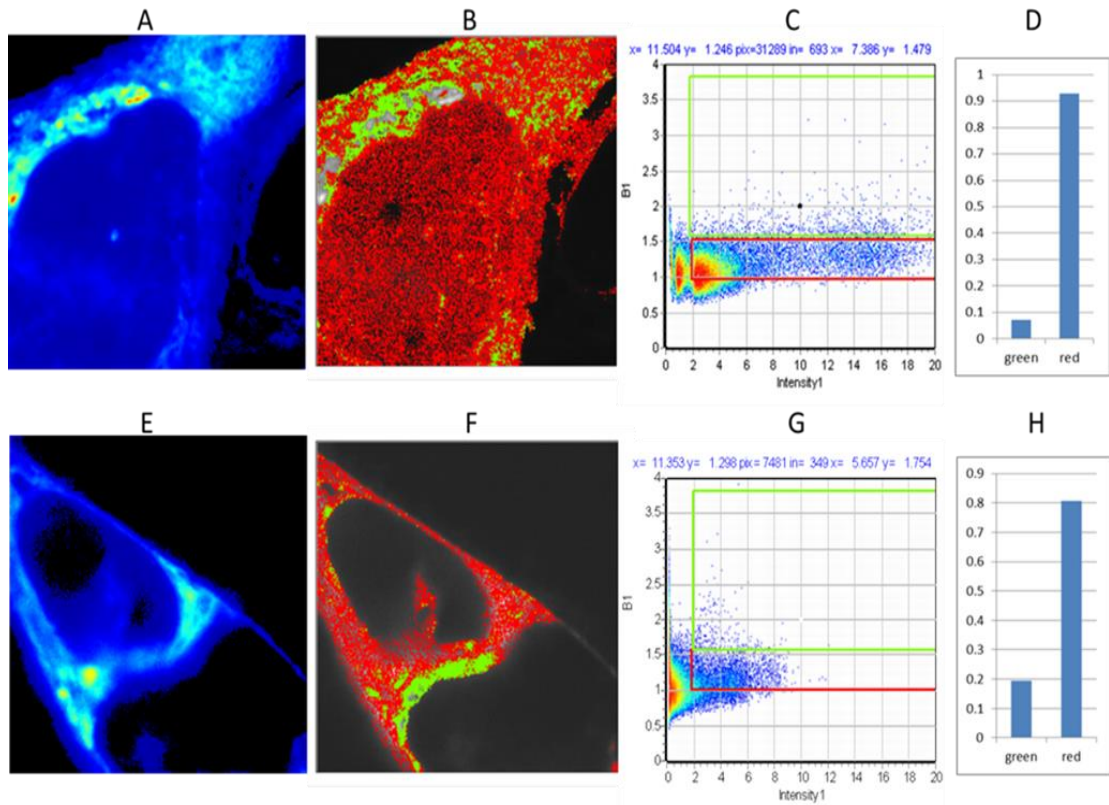 A
B
C
D
x= 11.504 y= 1.246 pix=31289 in= 693 x= 7.386 y= 1.479
4
3.5
3
2.5
2
1.5
1
0.5
0
B1
0 2 4 6 8 10 12 14 16 18 20
Intensity1
1
0.9
0.8
0.7
0.6
0.5
0.4
0.3
0.2
0.1
0
green red
E
F
G
H
x= 11.353 y= 1.298 pix= 7481 in= 349 x= 5.657 y= 1.754
4
3.5
3
2.5
2
1.5
1
0.5
0
B1
0 2 4 6 8 10 12 14 16 18 20
Intensity1
0.9
0.8
0.7
0.6
0.5
0.4
0.3
0.2
0.1
0
green red